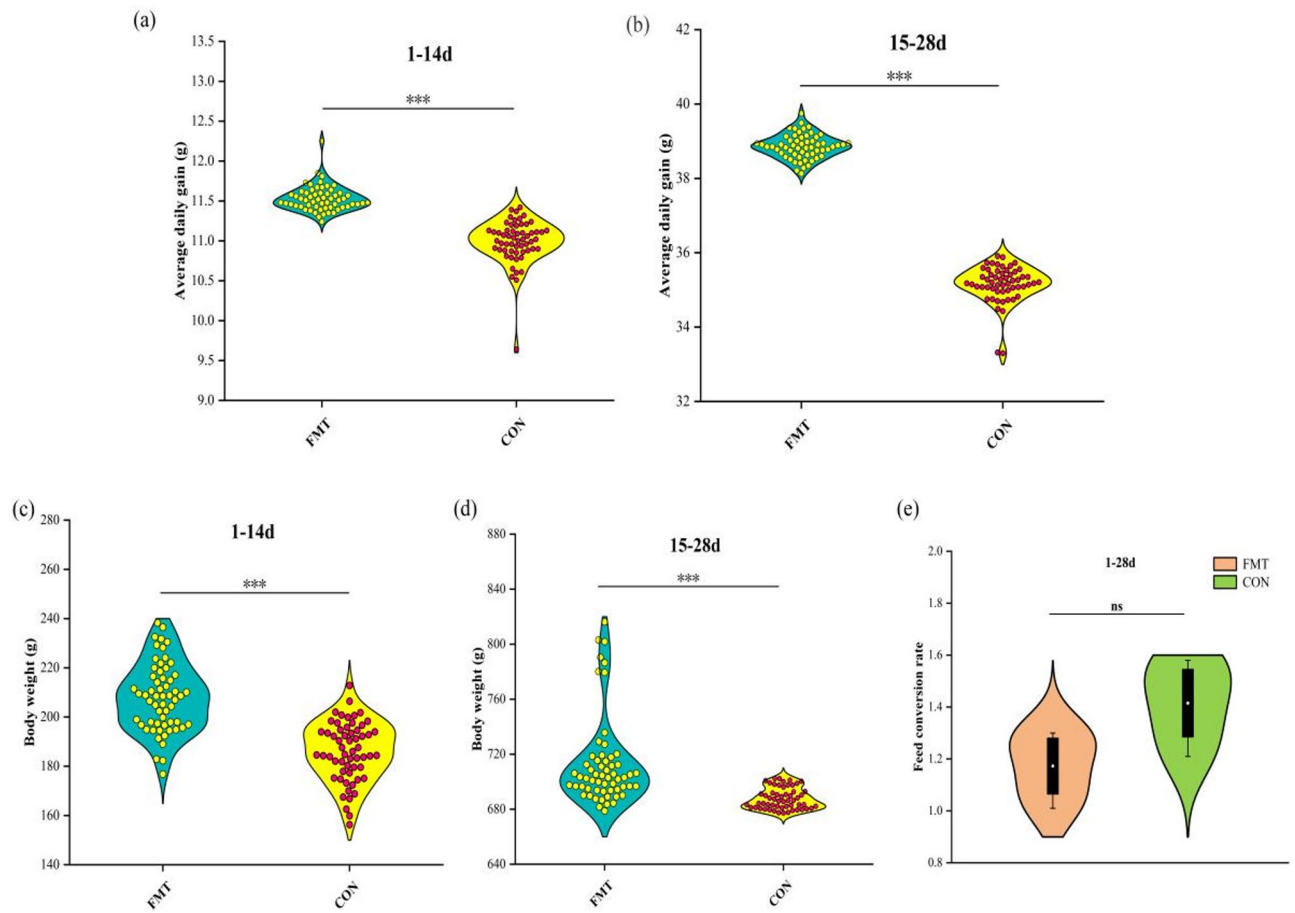 (a)
1-14d
***
Average daily gain (g)
13.5
13.0
12.5
12.0
11.5
11.0
10.5
10.0
9.5
9.0
FMT
CON
(b)
15-28d
***
Average daily gain (g)
42
40
38
36
34
32
FMT
CON
(c)
1-14d
***
Body weight (g)
280
260
240
220
200
180
160
140
FMT
CON
(d)
15-28d
***
Body weight (g)
880
840
800
760
720
680
640
FMT
CON
(e)
1-28d
FMT
CON
ns
Feed conversion rate
2.0
1.8
1.6
1.4
1.2
1.0
0.8